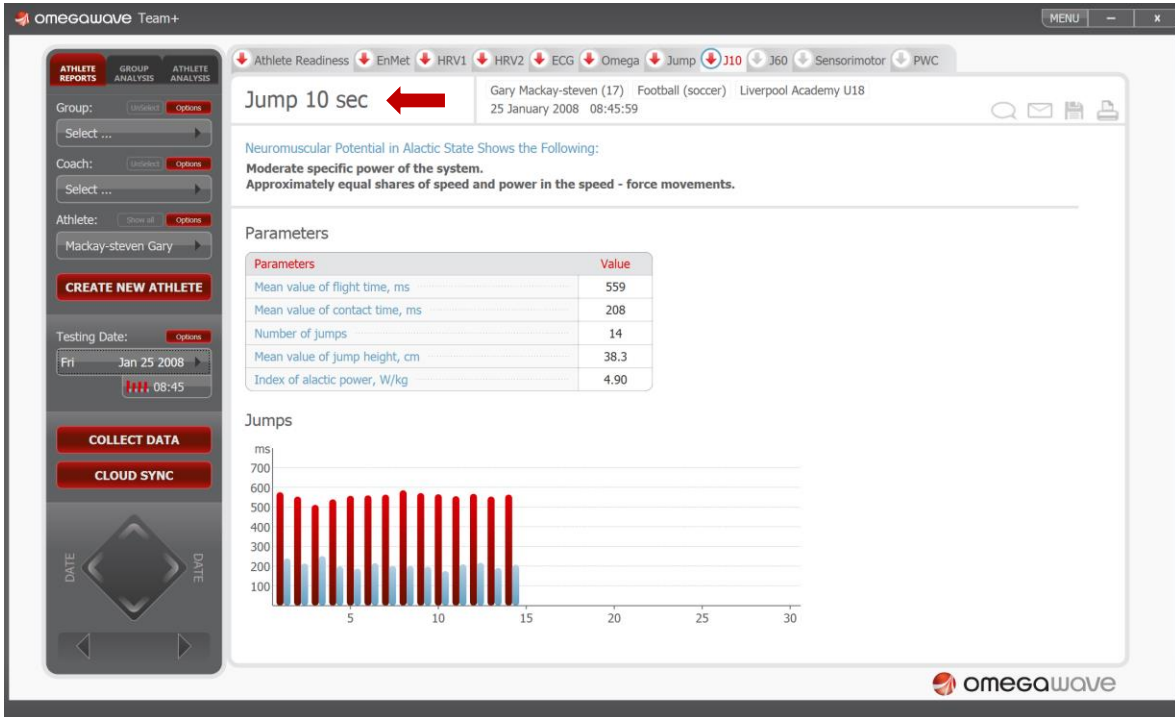 omegawave Team+
MENU – x
ATHLETE REPORTS GROUP ANALYSIS ATHLETE ANALYSIS
Athlete Readiness EnMet HRV1 HRV2 ECG Omega Jump J10 J60 Sensorimotor PWC
Jump 10 sec
Gary Mackay-steven (17) Football (soccer) Liverpool Academy U18
25 January 2008 08:45:59
Group: UnSelect Options
Select ...
Coach: UnSelect Options
Select ...
Athlete: Show all Options
Mackay-steven Gary
CREATE NEW ATHLETE
Testing Date: Options
Fri Jan 25 2008
08:45
COLLECT DATA
CLOUD SYNC
DATE
DATE
Neuromuscular Potential in Alactic State Shows the Following:
Moderate specific power of the system.
Approximately equal shares of speed and power in the speed - force movements.
Parameters
Parameters Value
Mean value of flight time, ms 559
Mean value of contact time, ms 208
Number of jumps 14
Mean value of jump height, cm 38.3
Index of alactic power, W/kg 4.90
Jumps
ms
700
600
500
400
300
200
100
5 10 15 20 25 30
omegawave